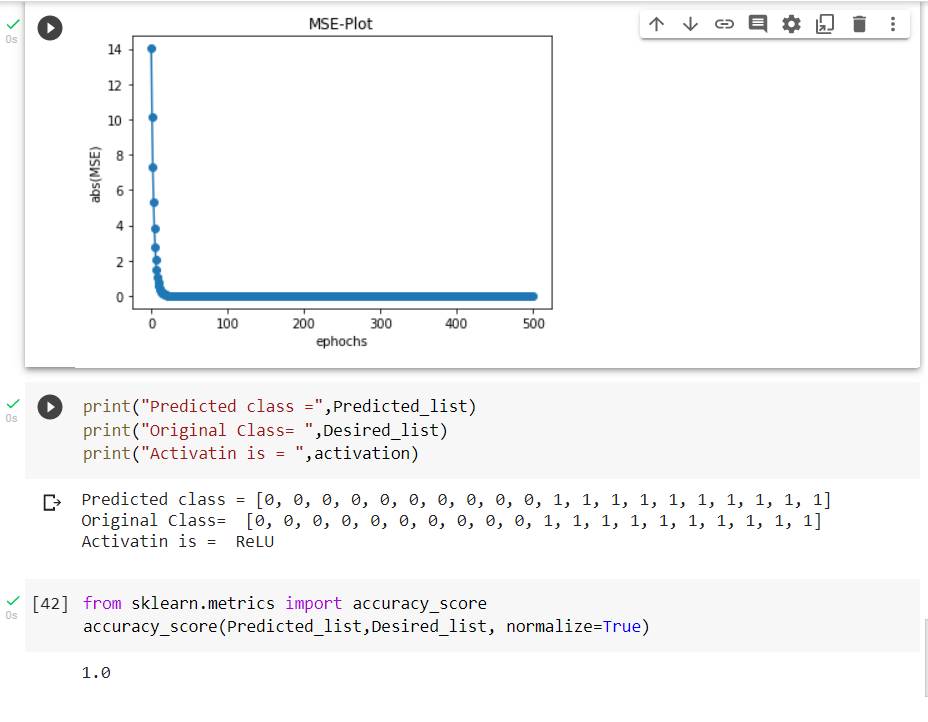 MSE-Plot
0s
14
12
10
8
6
4
2
0
abs(MSE)
0 100 200 300 400 500
ephochs
0s
print("Predicted class =",Predicted_list)
print("Original Class= ",Desired_list)
print("Activatin is = ",activation)
Predicted class = [0, 0, 0, 0, 0, 0, 0, 0, 0, 0, 1, 1, 1, 1, 1, 1, 1, 1, 1, 1]
Original Class=  [0, 0, 0, 0, 0, 0, 0, 0, 0, 0, 1, 1, 1, 1, 1, 1, 1, 1, 1, 1]
Activatin is =  ReLU
0s
[42] from sklearn.metrics import accuracy_score
accuracy_score(Predicted_list,Desired_list, normalize=True)
1.0